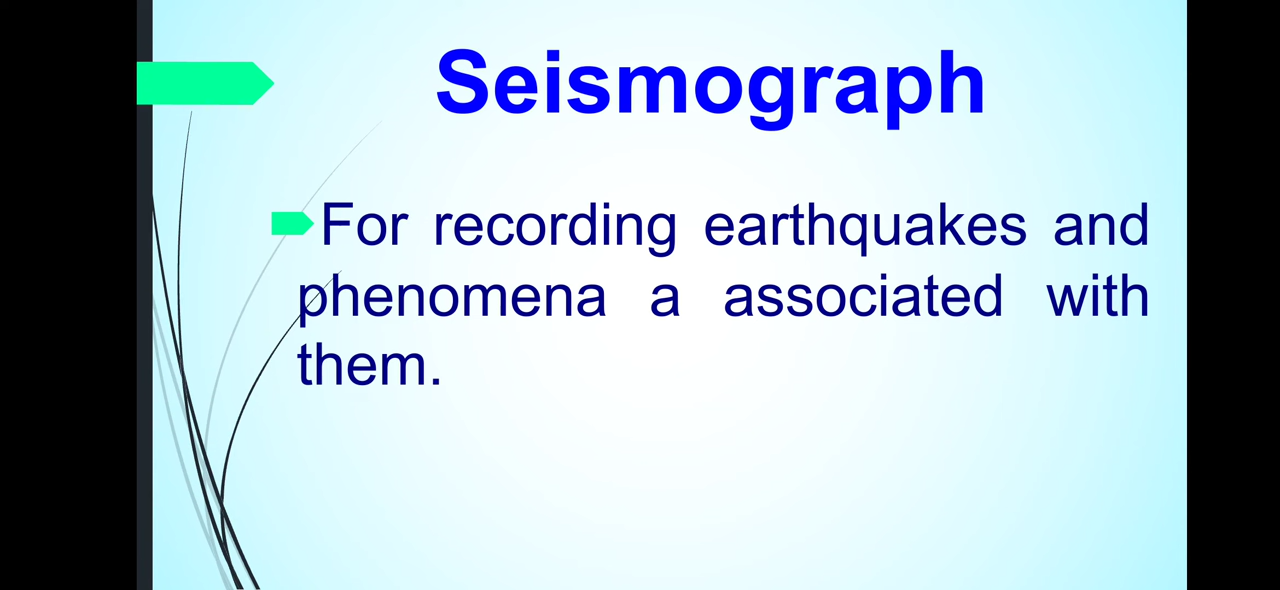 Seismograph
For recording earthquakes and
phenomena a associated with
them.